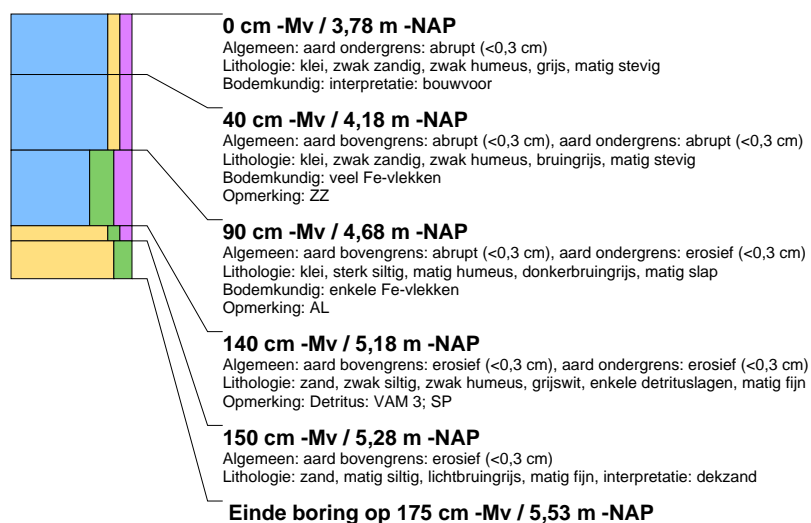 0 cm -Mv / 3,78 m -NAP
Algemeen: aard ondergrens: abrupt (<0,3 cm)
Lithologie: klei, zwak zandig, zwak humeus, grijs, matig stevig
Bodemkundig: interpretatie: bouwvoor
40 cm -Mv / 4,18 m -NAP
Algemeen: aard bovengrens: abrupt (<0,3 cm), aard ondergrens: abrupt (<0,3 cm)
Lithologie: klei, zwak zandig, zwak humeus, bruingrijs, matig stevig
Bodemkundig: veel Fe-vlekken
Opmerking: ZZ
90 cm -Mv / 4,68 m -NAP
Algemeen: aard bovengrens: abrupt (<0,3 cm), aard ondergrens: erosief (<0,3 cm)
Lithologie: klei, sterk siltig, matig humeus, donkerbruingrijs, matig slap
Bodemkundig: enkele Fe-vlekken
Opmerking: AL
140 cm -Mv / 5,18 m -NAP
Algemeen: aard bovengrens: erosief (<0,3 cm), aard ondergrens: erosief (<0,3 cm)
Lithologie: zand, zwak siltig, zwak humeus, grijswit, enkele detrituslagen, matig fijn
Opmerking: Detritus: VAM 3; SP
150 cm -Mv / 5,28 m -NAP
Algemeen: aard bovengrens: erosief (<0,3 cm)
Lithologie: zand, matig siltig, lichtbruingrijs, matig fijn, interpretatie: dekzand
Einde boring op 175 cm -Mv / 5,53 m -NAP